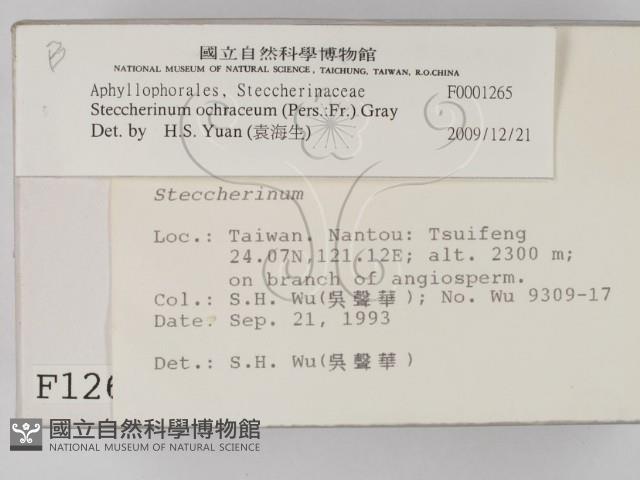 B
國立自然科學博物館
NATIONAL MUSEUM OF NATURAL SCIENCE, TAICHUNG, TAIWAN, R.O.CHINA
Aphyllophorales, Steccherinaceae F0001265
Steccherinum ochraceum (Pers.:Fr.) Gray
Det. by H.S. Yuan (袁海生) 2009/12/21
Steccherinum
Loc.: Taiwan. Nantou: Tsuifeng
24.07N,121.12E; alt. 2300 m;
on branch of angiosperm.
Col.: S.H. Wu(吳聲華); No. Wu 9309-17
Date. Sep. 21, 1993
Det.: S.H. Wu(吳聲華)
F126
國立自然科學博物館
NATIONAL MUSEUM OF NATURAL SCIENCE